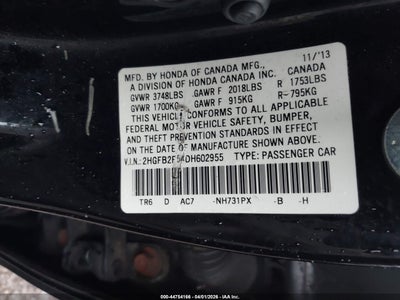 11/'13
MFD. BY HONDA OF CANADA MFG.,
A DIVISION OF HONDA CANADA INC. CANADA
GVWR 3748LBS GAWR F 2018LBS R 1753LBS
GVWR 1700KG GAWR F 915KG R-795KG
THIS VEHICLE CONFORMS TO ALL APPLICABLE
FEDERAL MOTOR VEHICLE SAFETY, BUMPER,
AND THEFT PREVENTION STANDARDS IN EFFECT
ON THE DATE OF MANUFACTURE SHOWN ABOVE.
V.I.N.: TYPE: PASSENGER CAR
TR6 D AC7 -NH731PX -B -H
ID: 44754166 - 04/01/2026 - IAA